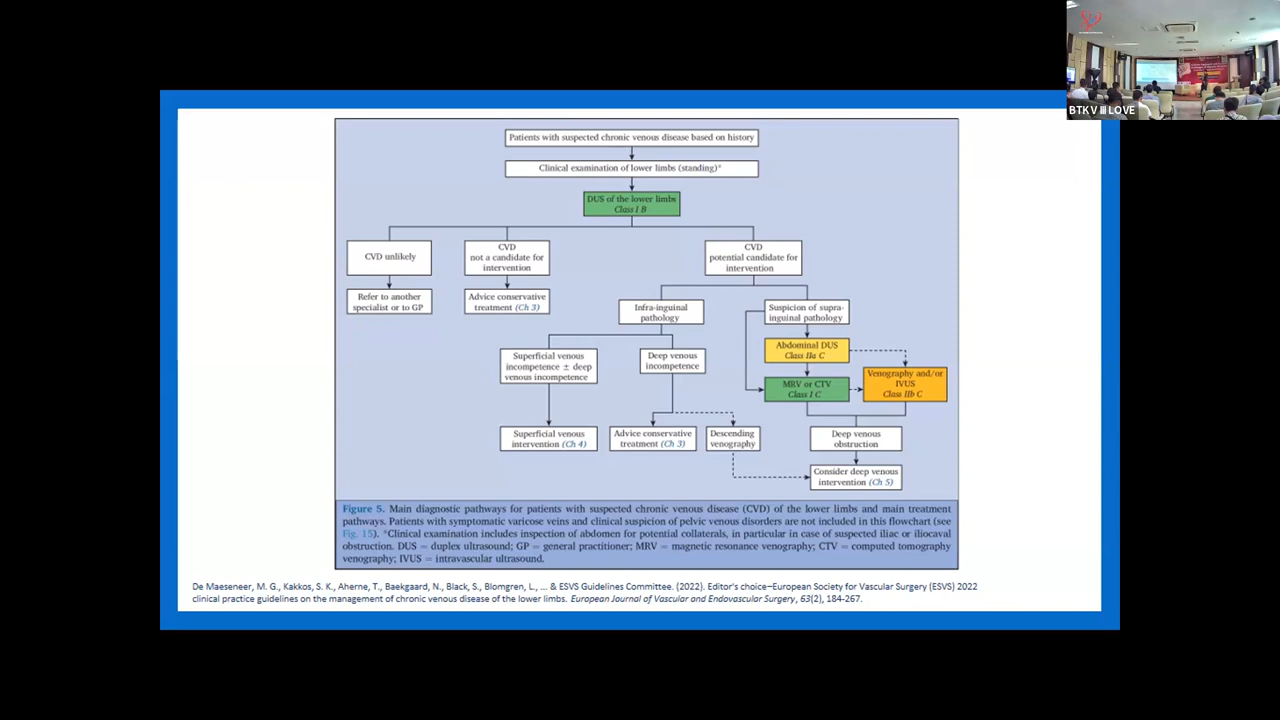 BTKV iii LOVE
Patients with suspected chronic venous disease based on history
Clinical examination of lower limbs (standing)*
DUS of the lower limbs
Class I B
CVD unlikely
CVD
not a candidate for
intervention
CVD
potential candidate for
intervention
Refer to another
specialist or to GP
Advice conservative
treatment (Ch 3)
Infra-inguinal
pathology
Suspicion of supra-
inguinal pathology
Superficial venous
incompetence ± deep
venous incompetence
Deep venous
incompetence
Abdominal DUS
Class IIa C
MRV or CTV
Class I C
Venography and/or
IVUS
Class IIb C
Superficial venous
intervention (Ch 4)
Advice conservative
treatment (Ch 3)
Descending
venography
Deep venous
obstruction
Consider deep venous
intervention (Ch 5)
Figure 5. Main diagnostic pathways for patients with suspected chronic venous disease (CVD) of the lower limbs and main treatment
pathways. Patients with symptomatic varicose veins and clinical suspicion of pelvic venous disorders are not included in this flowchart (see
Fig. 15). *Clinical examination includes inspection of abdomen for potential collaterals, in particular in case of suspected iliac or iliocaval
obstruction. DUS = duplex ultrasound; GP = general practitioner; MRV = magnetic resonance venography; CTV = computed tomography
venography; IVUS = intravascular ultrasound.
De Maeseneer, M. G., Kakkos, S. K., Aherne, T., Baekgaard, N., Black, S., Blomgren, L., ... & ESVS Guidelines Committee. (2022). Editor's choice–European Society for Vascular Surgery (ESVS) 2022
clinical practice guidelines on the management of chronic venous disease of the lower limbs. European Journal of Vascular and Endovascular Surgery, 63(2), 184-267.